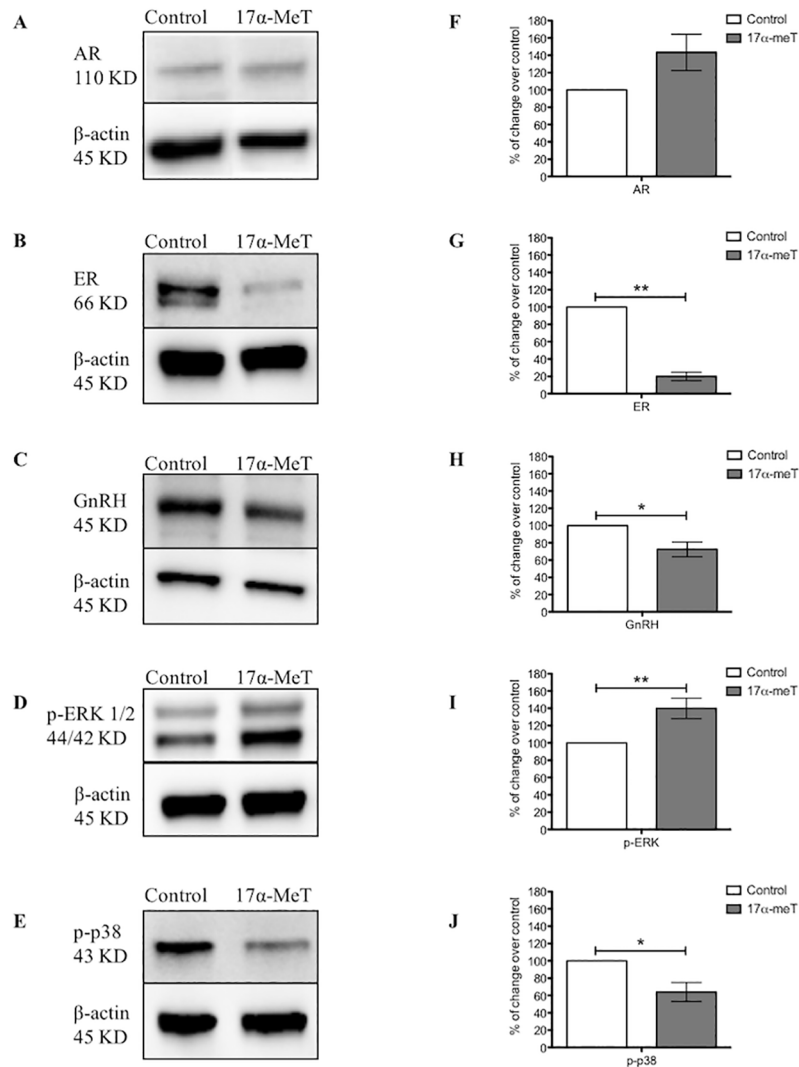 A
Control 17α-MeT
AR
110 KD
β-actin
45 KD
F
% of change over control
180
160
140
120
100
80
60
40
20
0
AR
Control
17α-meT
B
Control 17α-MeT
ER
66 KD
β-actin
45 KD
G
% of change over control
180
160
140
120
100
80
60
40
20
0
**
ER
Control
17α-meT
C
Control 17α-MeT
GnRH
45 KD
β-actin
45 KD
H
% of change over control
180
160
140
120
100
80
60
40
20
0
*
GnRH
Control
17α-meT
D
Control 17α-MeT
p-ERK 1/2
44/42 KD
β-actin
45 KD
I
% of change over control
180
160
140
120
100
80
60
40
20
0
**
p-ERK
Control
17α-meT
E
Control 17α-MeT
p-p38
43 KD
β-actin
45 KD
J
% of change over control
180
160
140
120
100
80
60
40
20
0
*
p-p38
Control
17α-meT